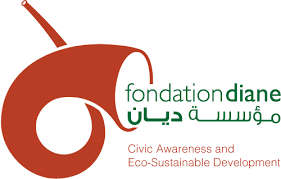 fondationdiane
مؤسسة ديان
Civic Awareness and
Eco-Sustainable Development